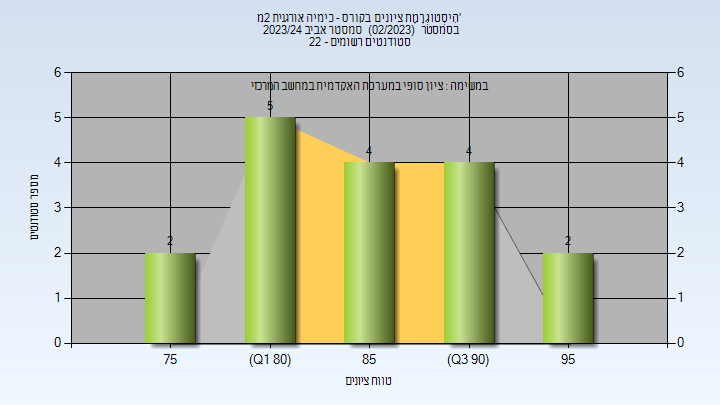 היסטוגרמת ציונים בקורס - כימיה אורגנית 2מ'
בסמסטר (02/2023) סמסטר אביב 2023/24
סטודנטים רשומים - 22
במשימה : ציון סופי במערכת האקדמית במחשב המרכזי
מספר סטודנטים
6 6
5 5
4 4
3 3
2 2
1 1
0 0
2 5 4 4 2
75 (Q1 80) 85 (Q3 90) 95
טווח ציונים